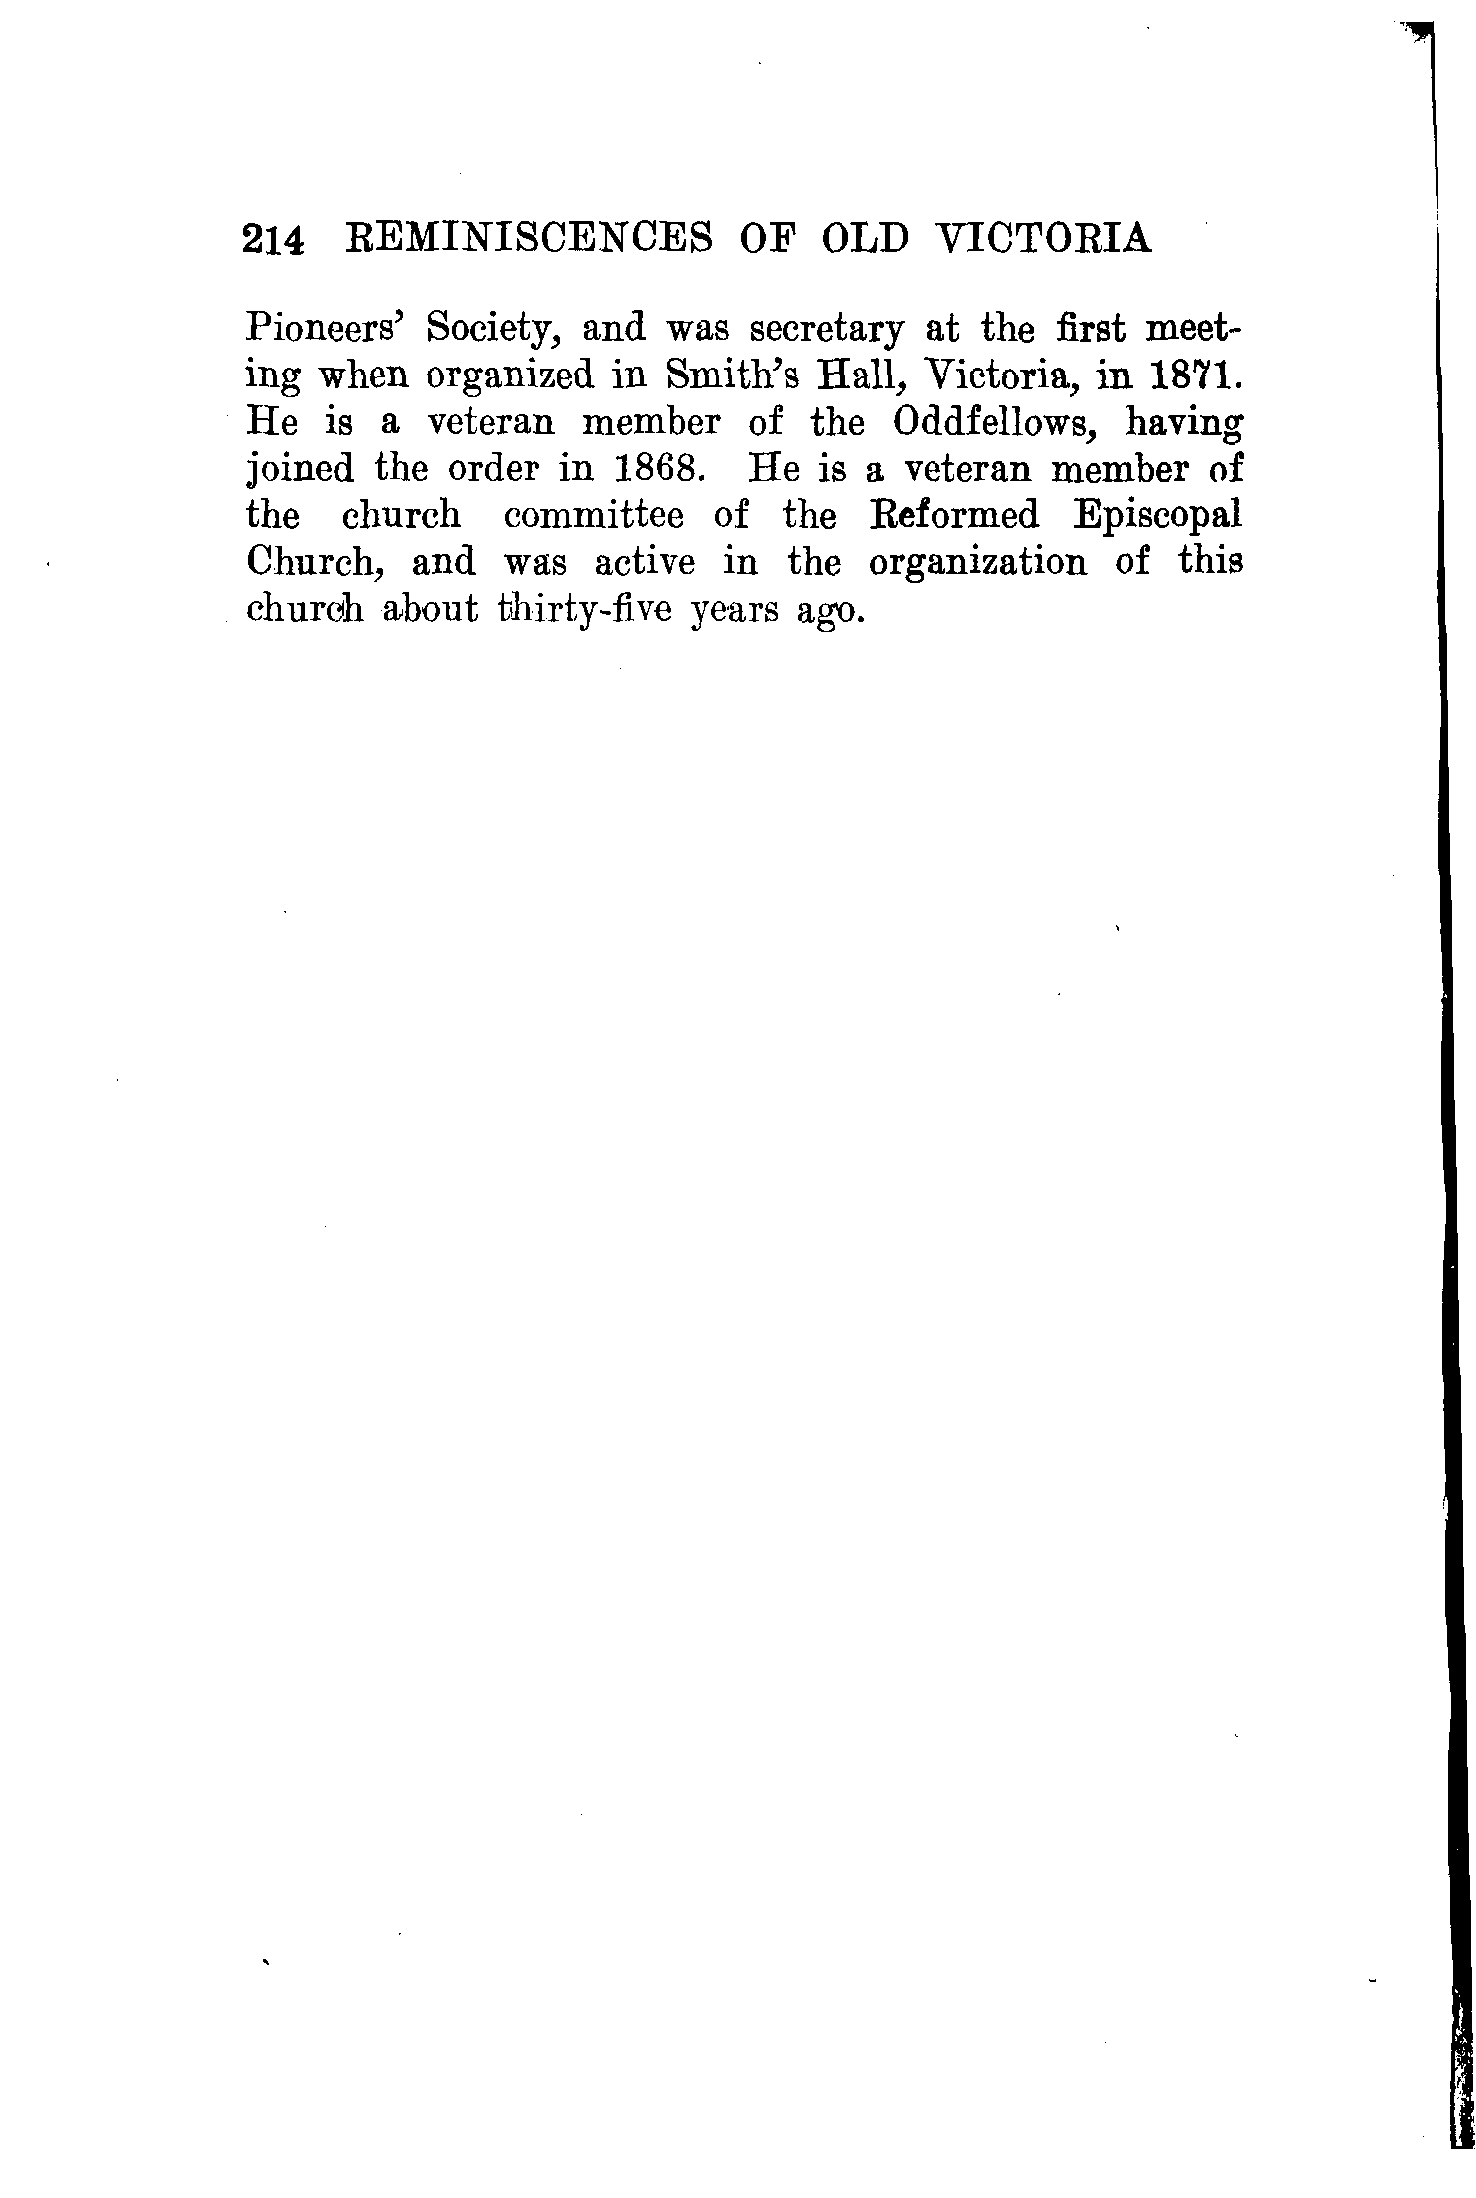 214 REMINISCENCES OF OLD VICTORIA
Pioneers' Society, and was secretary at the first meet-
ing when organized in Smith's Hall, Victoria, in 1871.
He is a veteran member of the Oddfellows, having
joined the order in 1868. He is a veteran member of
the church committee of the Reformed Episcopal
Church, and was active in the organization of this
church about thirty-five years ago.